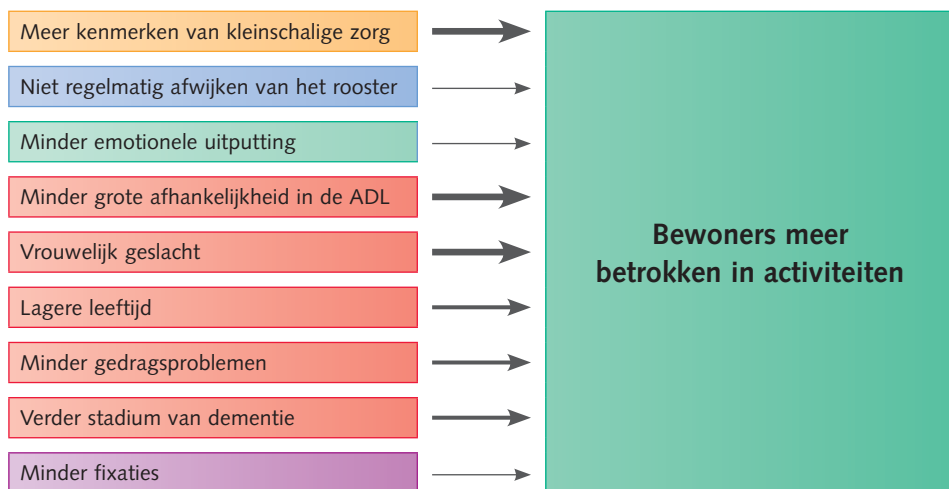 Meer kenmerken van kleinschalige zorg
Niet regelmatig afwijken van het rooster
Minder emotionele uitputting
Minder grote afhankelijkheid in de ADL
Vrouwelijk geslacht
Lagere leeftijd
Minder gedragsproblemen
Verder stadium van dementie
Minder fixaties
Bewoners meer
betrokken in activiteiten